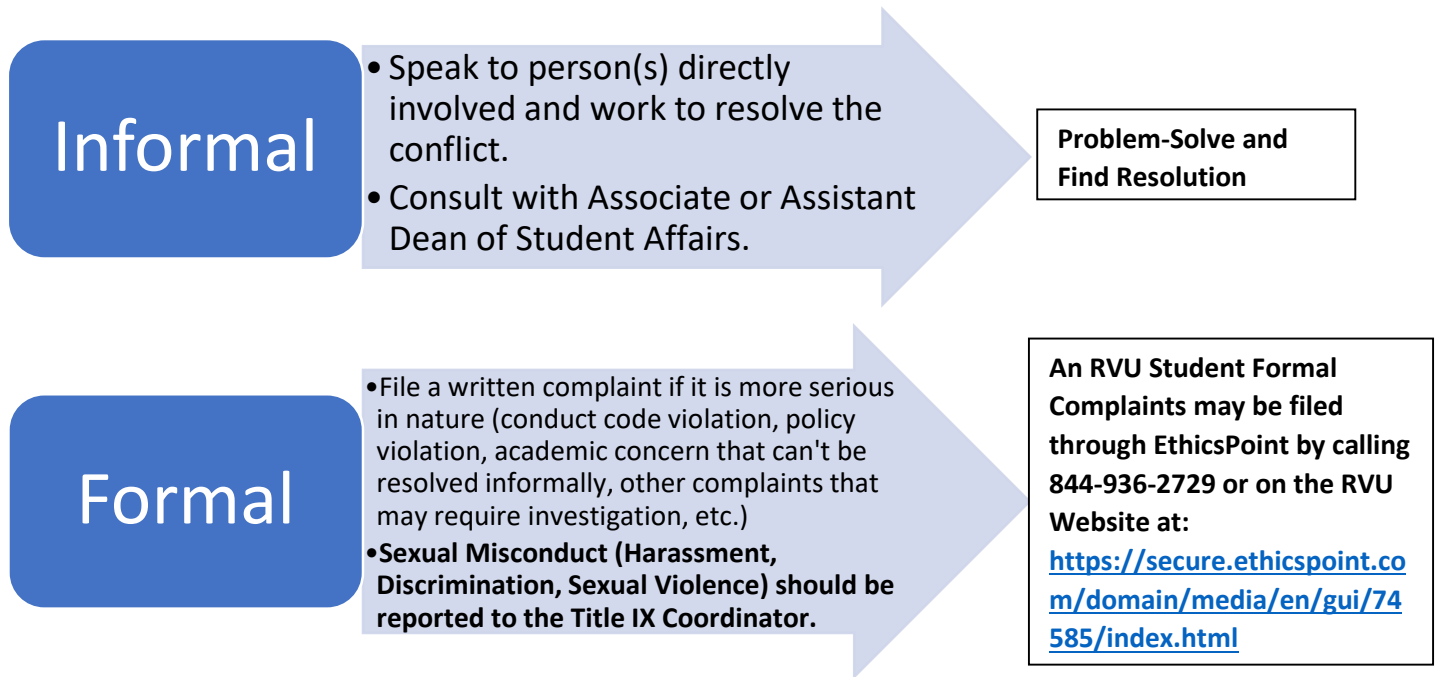 Informal
•Speak to person(s) directly
involved and work to resolve the
conflict.
•Consult with Associate or Assistant
Dean of Student Affairs.
Problem-Solve and
Find Resolution
Formal
•File a written complaint if it is more serious
in nature (conduct code violation, policy
violation, academic concern that can't be
resolved informally, other complaints that
may require investigation, etc.)
•Sexual Misconduct (Harassment,
Discrimination, Sexual Violence) should be
reported to the Title IX Coordinator.
An RVU Student Formal
Complaints may be filed
through EthicsPoint by calling
844-936-2729 or on the RVU
Website at:
https://secure.ethicspoint.co
m/domain/media/en/gui/74
585/index.html